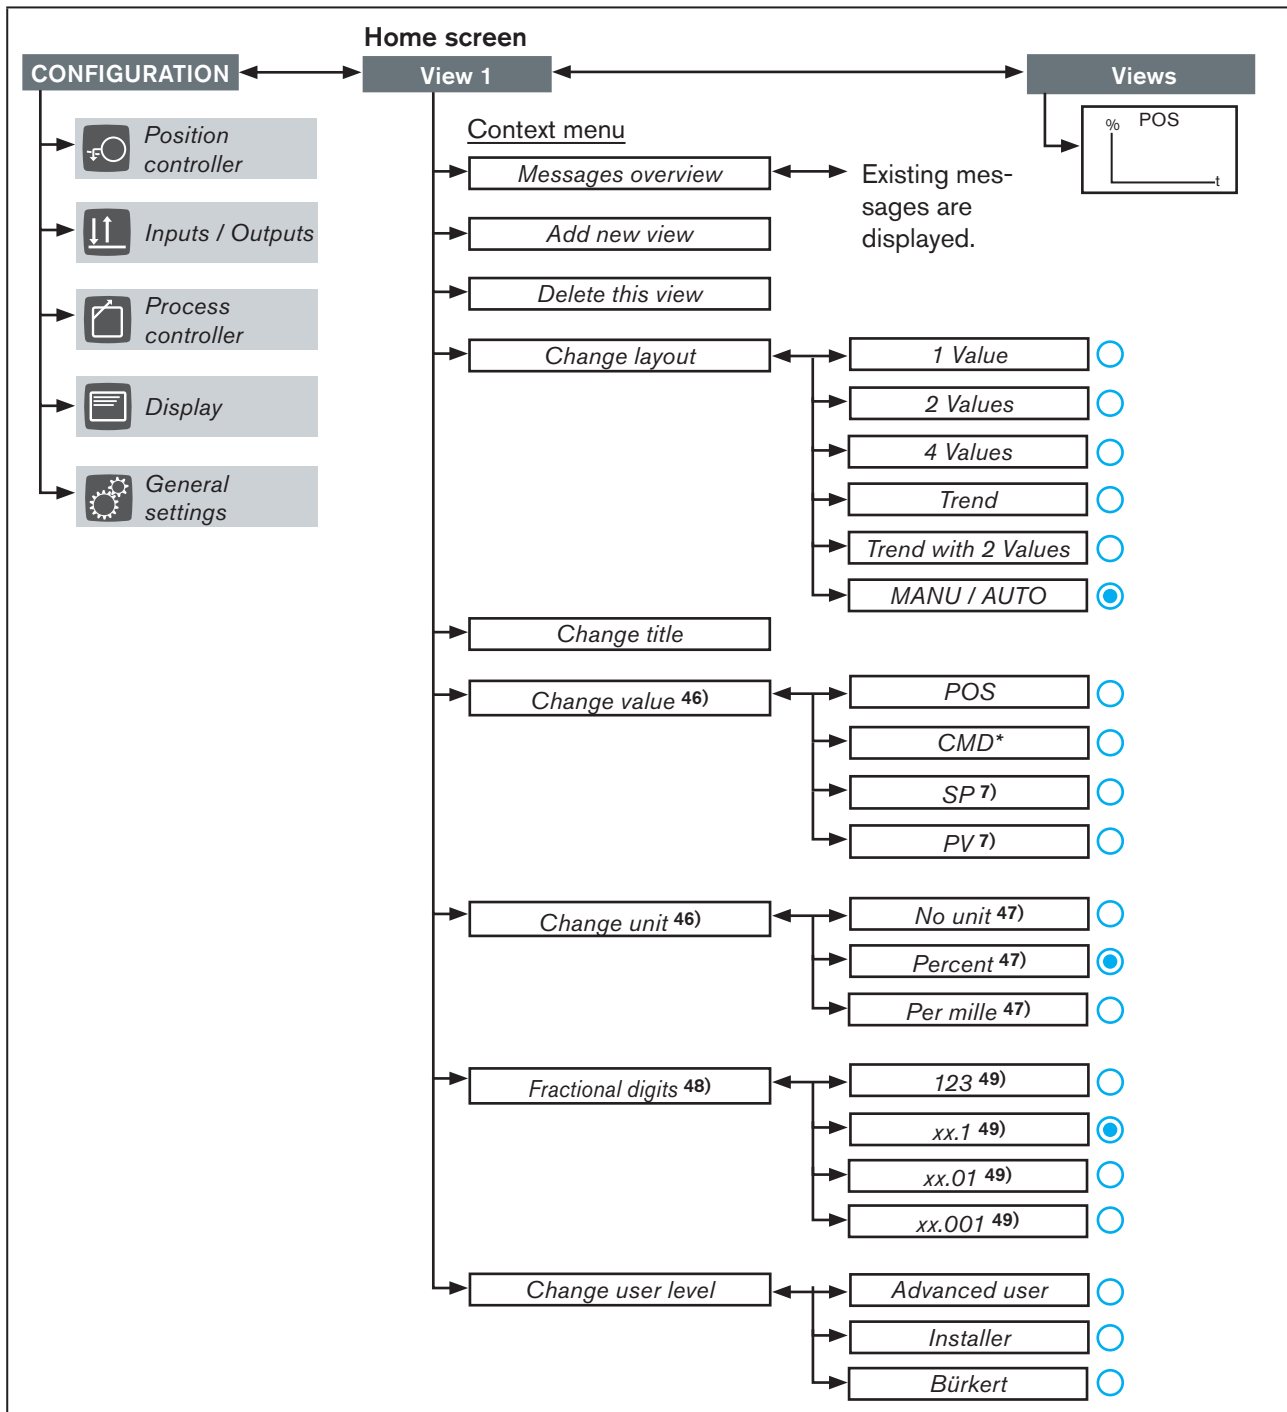 Home screen
CONFIGURATION
View 1
Views
Position
controller
Inputs / Outputs
Process
controller
Display
General
settings
Context menu
Messages overview
Existing mes-
sages are
displayed.
% POS
t
Add new view
Delete this view
Change layout
1 Value
2 Values
4 Values
Trend
Trend with 2 Values
MANU / AUTO
Change title
Change value 46)
POS
CMD*
SP 7)
PV 7)
Change unit 46)
No unit 47)
Percent 47)
Per mille 47)
Fractional digits 48)
123 49)
xx.1 49)
xx.01 49)
xx.001 49)
Change user level
Advanced user
Installer
Bürkert